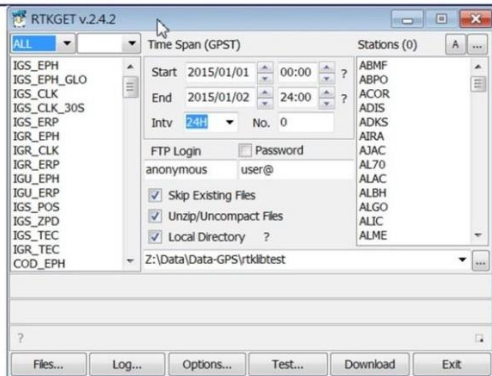 RTKGET v.2.4.2
ALL
Time Span (GPST)
Stations (0)
A
...
IGS_EPH
IGS_EPH_GLO
IGS_CLK
IGS_CLK_30S
IGS_ERP
IGR_EPH
IGR_CLK
IGR_ERP
IGU_EPH
IGU_ERP
IGS_POS
IGS_ZPD
IGS_TEC
IGR_TEC
COD_EPH
Start 2015/01/01 00:00 ?
End 2015/01/02 24:00 ?
Intv 24H No. 0
FTP Login Password
anonymous user@
Skip Existing Files
Unzip/Uncompact Files
Local Directory ?
Z:\Data\Data-GPS\rtklibtest
...
ABMF
ABPO
ACOR
ADIS
ADKS
AIRA
AJAC
AL70
ALAC
ALBH
ALGO
ALIC
ALME
?
Files... Log... Options... Test... Download Exit